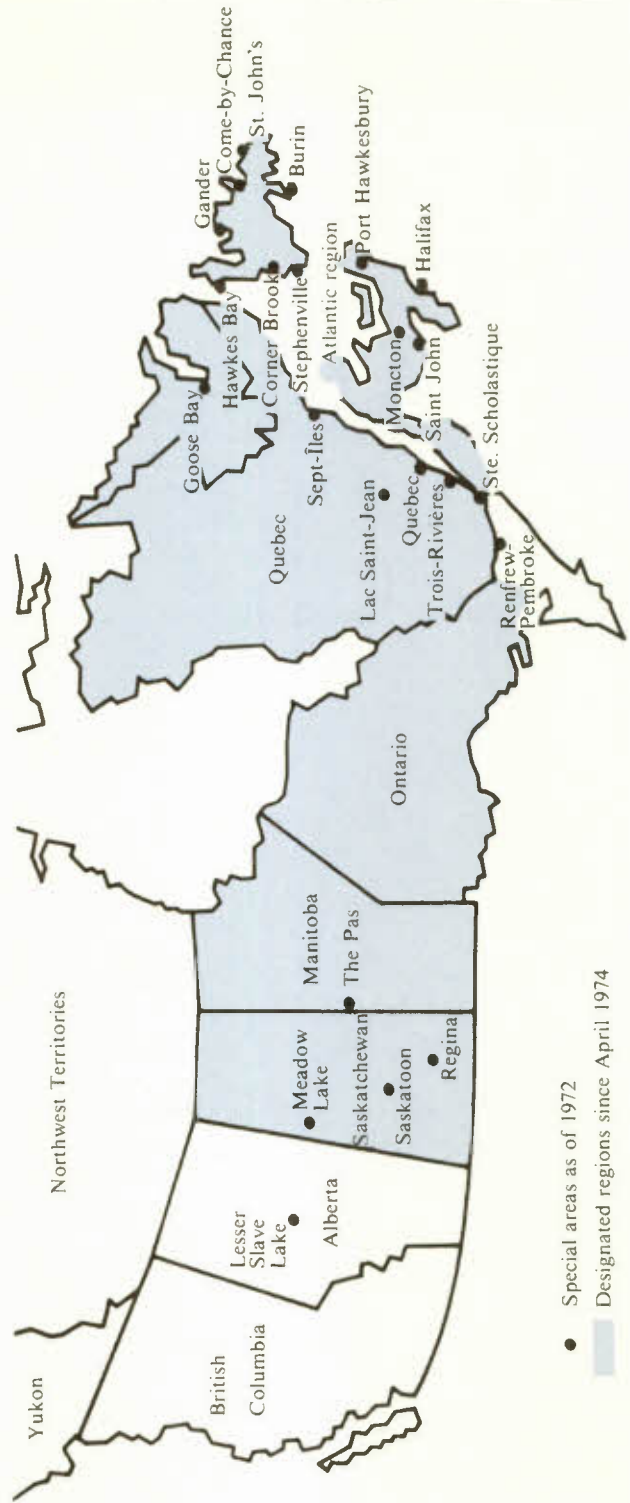 Yukon
Northwest Territories
British
Columbia
Lesser
Slave
Lake
Alberta
Meadow
Lake
Saskatchewan
Saskatoon
Regina
Manitoba
The Pas
Ontario
Quebec
Goose Bay
Hawkes Bay
Corner Brook
Stephenville
Gander
Come-by-Chance
St. John's
Burin
Sept-Îles
Lac Saint-Jean
Quebec
Trois-Rivières
Renfrew-
Pembroke
Ste. Scholastique
Atlantic region
Moncton
Saint John
Port Hawkesbury
Halifax
Special areas as of 1972
Designated regions since April 1974